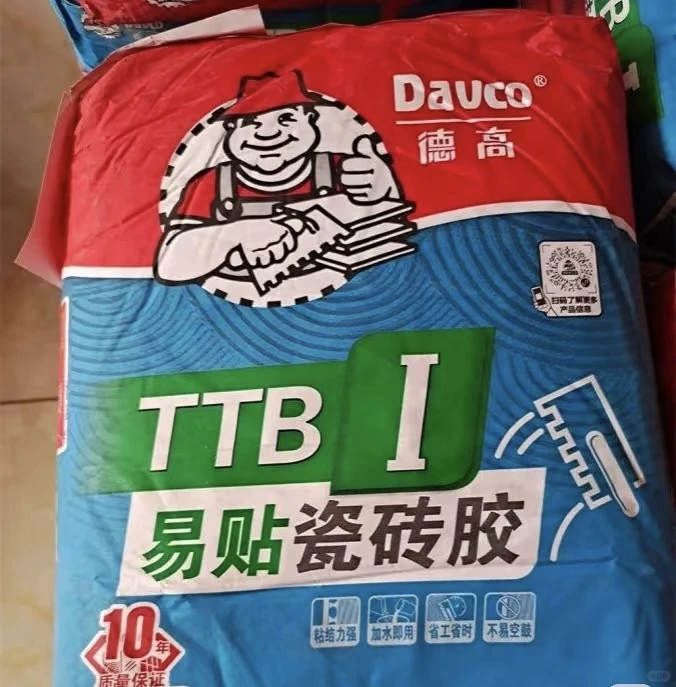 Davco®
德高
扫码了解更多
产品信息
TTB I
易贴瓷砖胶
粘结力强
加水即用
省工省时
不易空鼓
10年
质量保证